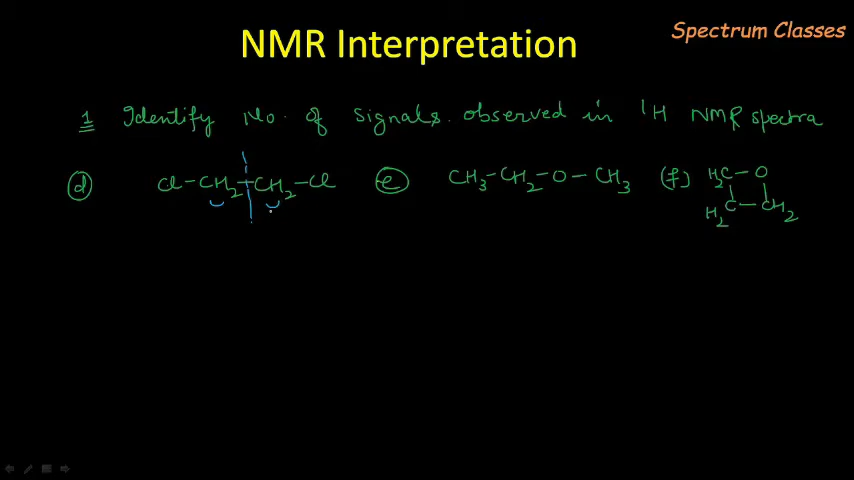 Spectrum Classes
NMR Interpretation
1 Identify No. of signals observed in 1H NMR spectra
(d) Cl-CH2-CH2-Cl (e) CH3-CH2-O-CH3 (f) H2C-O
H2C-CH2